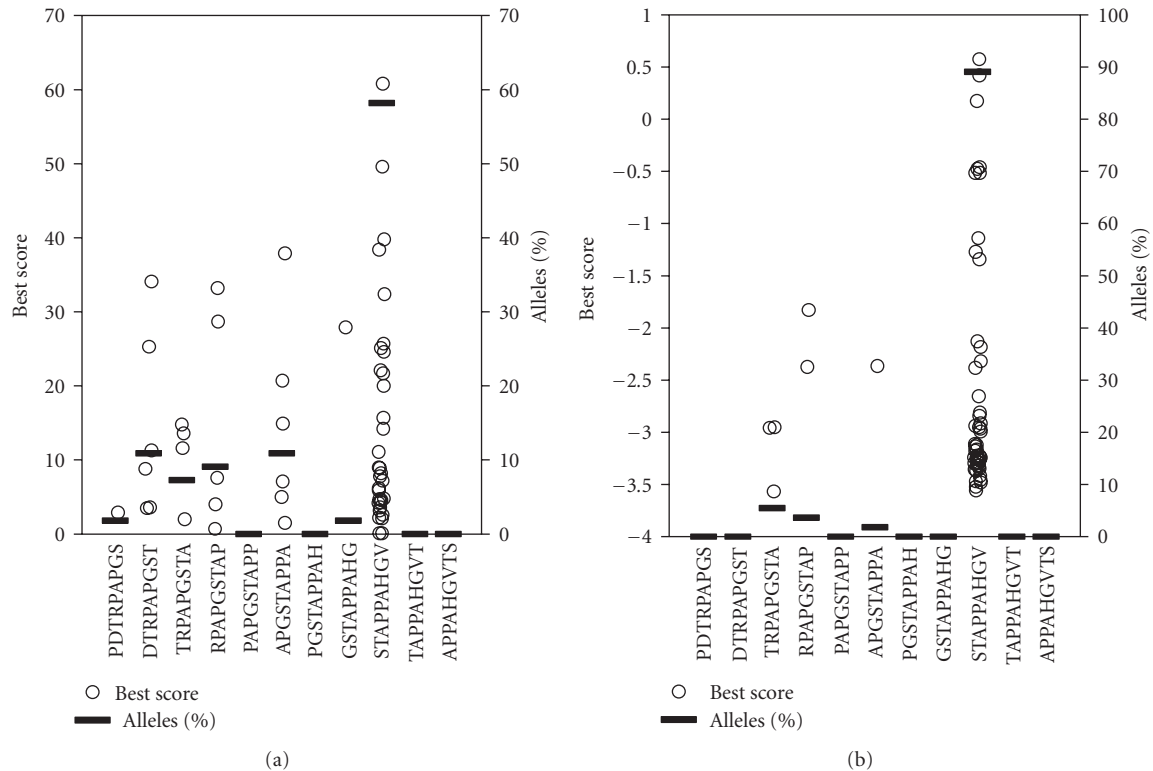 70
60
50
40
30
20
10
0
Best score
70
60
50
40
30
20
10
0
Alleles (%)
PDTRPAPGS
DTRPAPGST
TRPAPGSTA
RPAPGSTAP
PAPGSTAPP
APGSTAPPA
PGSTAPPAH
GSTAPPAHG
STAPPAHGV
TAPPAHGVT
APPAHGVTS
Best score
Alleles (%)
(a)
1
0.5
0
−0.5
−1
−1.5
−2
−2.5
−3
−3.5
−4
Best score
100
90
80
70
60
50
40
30
20
10
0
Alleles (%)
PDTRPAPGS
DTRPAPGST
TRPAPGSTA
RPAPGSTAP
PAPGSTAPP
APGSTAPPA
PGSTAPPAH
GSTAPPAHG
STAPPAHGV
TAPPAHGVT
APPAHGVTS
Best score
Alleles (%)
(b)